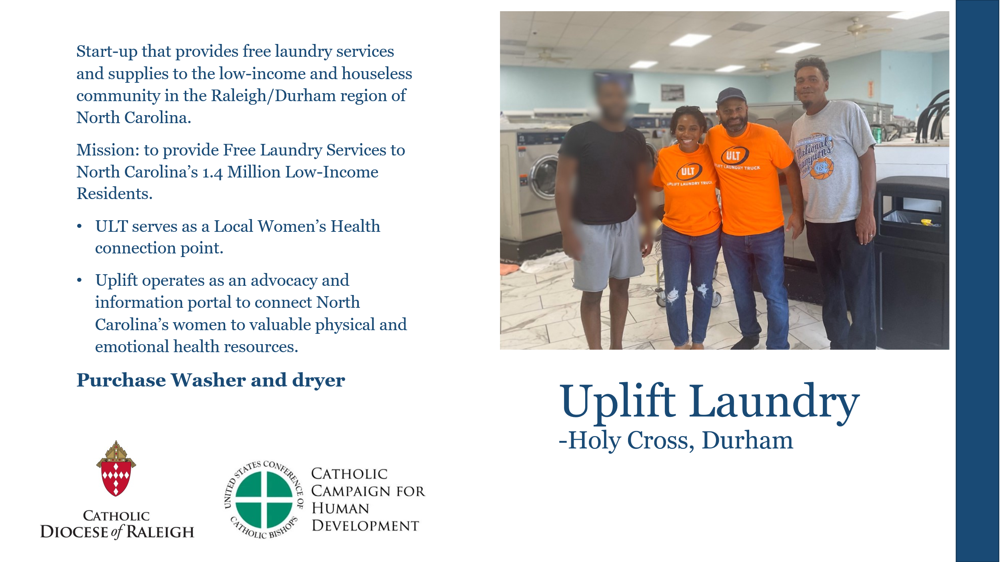 Start-up that provides free laundry services
and supplies to the low-income and houseless
community in the Raleigh/Durham region of
North Carolina.
Mission: to provide Free Laundry Services to
North Carolina’s 1.4 Million Low-Income
Residents.
• ULT serves as a Local Women’s Health
connection point.
• Uplift operates as an advocacy and
information portal to connect North
Carolina’s women to valuable physical and
emotional health resources.
Purchase Washer and dryer
CATHOLIC
DIOCESE of RALEIGH
UNITED STATES CONFERENCE OF
CATHOLIC BISHOPS
CATHOLIC
CAMPAIGN FOR
HUMAN
DEVELOPMENT
ULT
UPLIFT LAUNDRY TRUCK
ULT
UPLIFT LAUNDRY TRUCK
National
Champions
Uplift Laundry
-Holy Cross, Durham